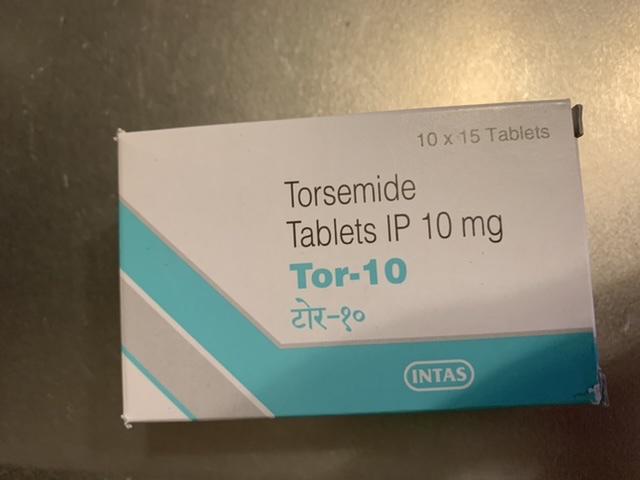 10 x 15 Tablets
Torsemide
Tablets IP 10 mg
Tor-10
टोर-१०
INTAS